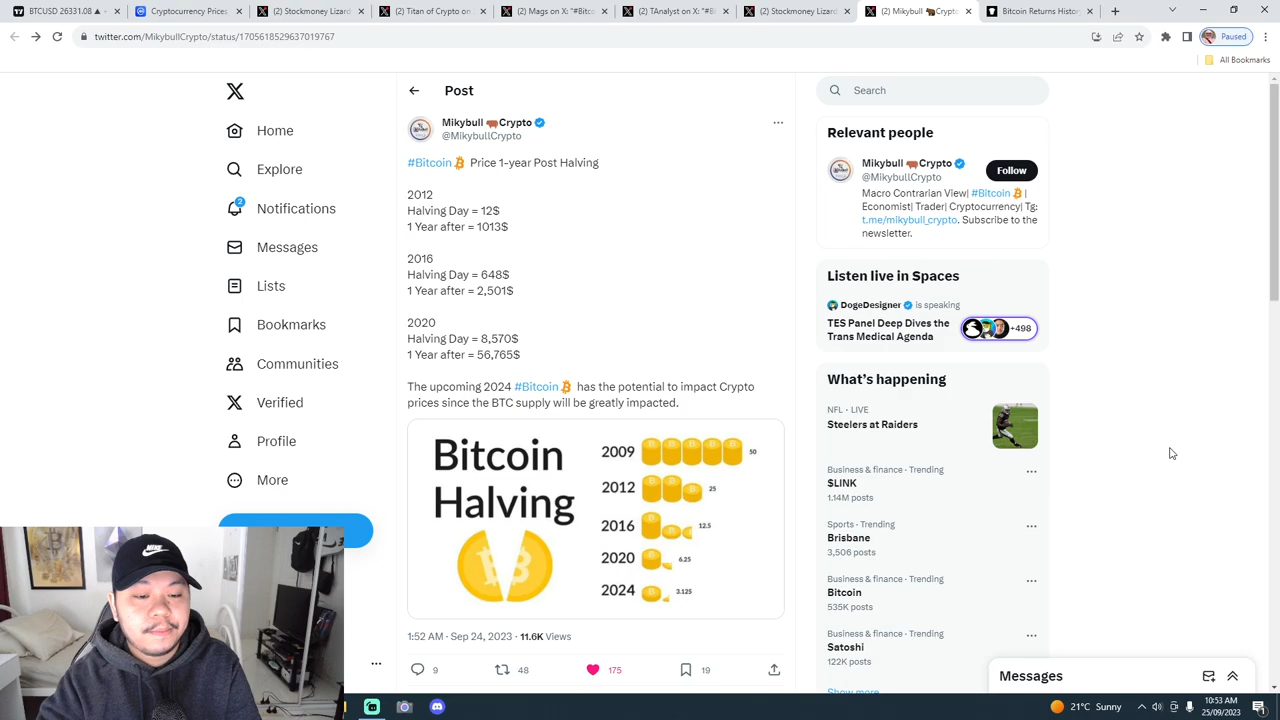 BTCUSD 26331.08 ▲
Cryptocurrency Prices
(2) Stockmoney Lizard
(2) Titan of Crypto on
(2) Mags on X: "#Bitco
(2) TAnalyst on X: "#B
(2) Stockmoney Lizard
(2) Mikybull 🐂Crypto
Bitcoin Returns History
twitter.com/MikybullCrypto/status/1705618529637019767
Paused
All Bookmarks
Home
Explore
2
Notifications
Messages
Lists
Bookmarks
Communities
Verified
Profile
More
Post
Mikybull 🐂Crypto
@MikybullCrypto
#Bitcoin Price 1-year Post Halving
2012
Halving Day = 12$
1 Year after = 1013$
2016
Halving Day = 648$
1 Year after = 2,501$
2020
Halving Day = 8,570$
1 Year after = 56,765$
The upcoming 2024 #Bitcoin has the potential to impact Crypto
prices since the BTC supply will be greatly impacted.
Bitcoin
Halving
2009 50
2012 25
2016 12.5
2020 6.25
2024 3.125
1:52 AM · Sep 24, 2023 · 11.6K Views
9 48 175 19
Search
Relevant people
Mikybull 🐂Crypto
@MikybullCrypto
Follow
Macro Contrarian View| #Bitcoin |
Economist| Trader| Cryptocurrency| Tg:
t.me/mikybull_crypto. Subscribe to the
newsletter.
Listen live in Spaces
DogeDesigner is speaking
TES Panel Deep Dives the
Trans Medical Agenda
+498
What's happening
NFL · LIVE
Steelers at Raiders
Business & finance · Trending
$LINK
1.14M posts
Sports · Trending
Brisbane
3,506 posts
Business & finance · Trending
Bitcoin
535K posts
Business & finance · Trending
Satoshi
122K posts
Show more
Messages
21°C Sunny
10:53 AM
25/09/2023
1